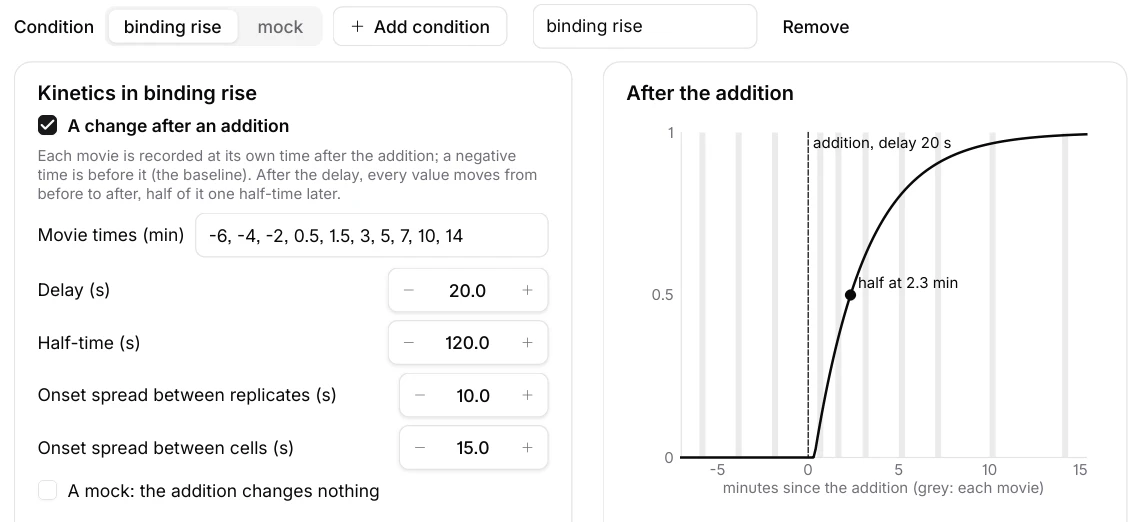 Condition binding rise mock + Add condition binding rise Remove
Kinetics in binding rise
A change after an addition
Each movie is recorded at its own time after the addition; a negative
time is before it (the baseline). After the delay, every value moves from
before to after, half of it one half-time later.
Movie times (min) -6, -4, -2, 0.5, 1.5, 3, 5, 7, 10, 14
Delay (s) − 20.0 +
Half-time (s) − 120.0 +
Onset spread between replicates (s) − 10.0 +
Onset spread between cells (s) − 15.0 +
A mock: the addition changes nothing
After the addition
1
addition, delay 20 s
half at 2.3 min
0.5
0
-5 0 5 10 15
minutes since the addition (grey: each movie)